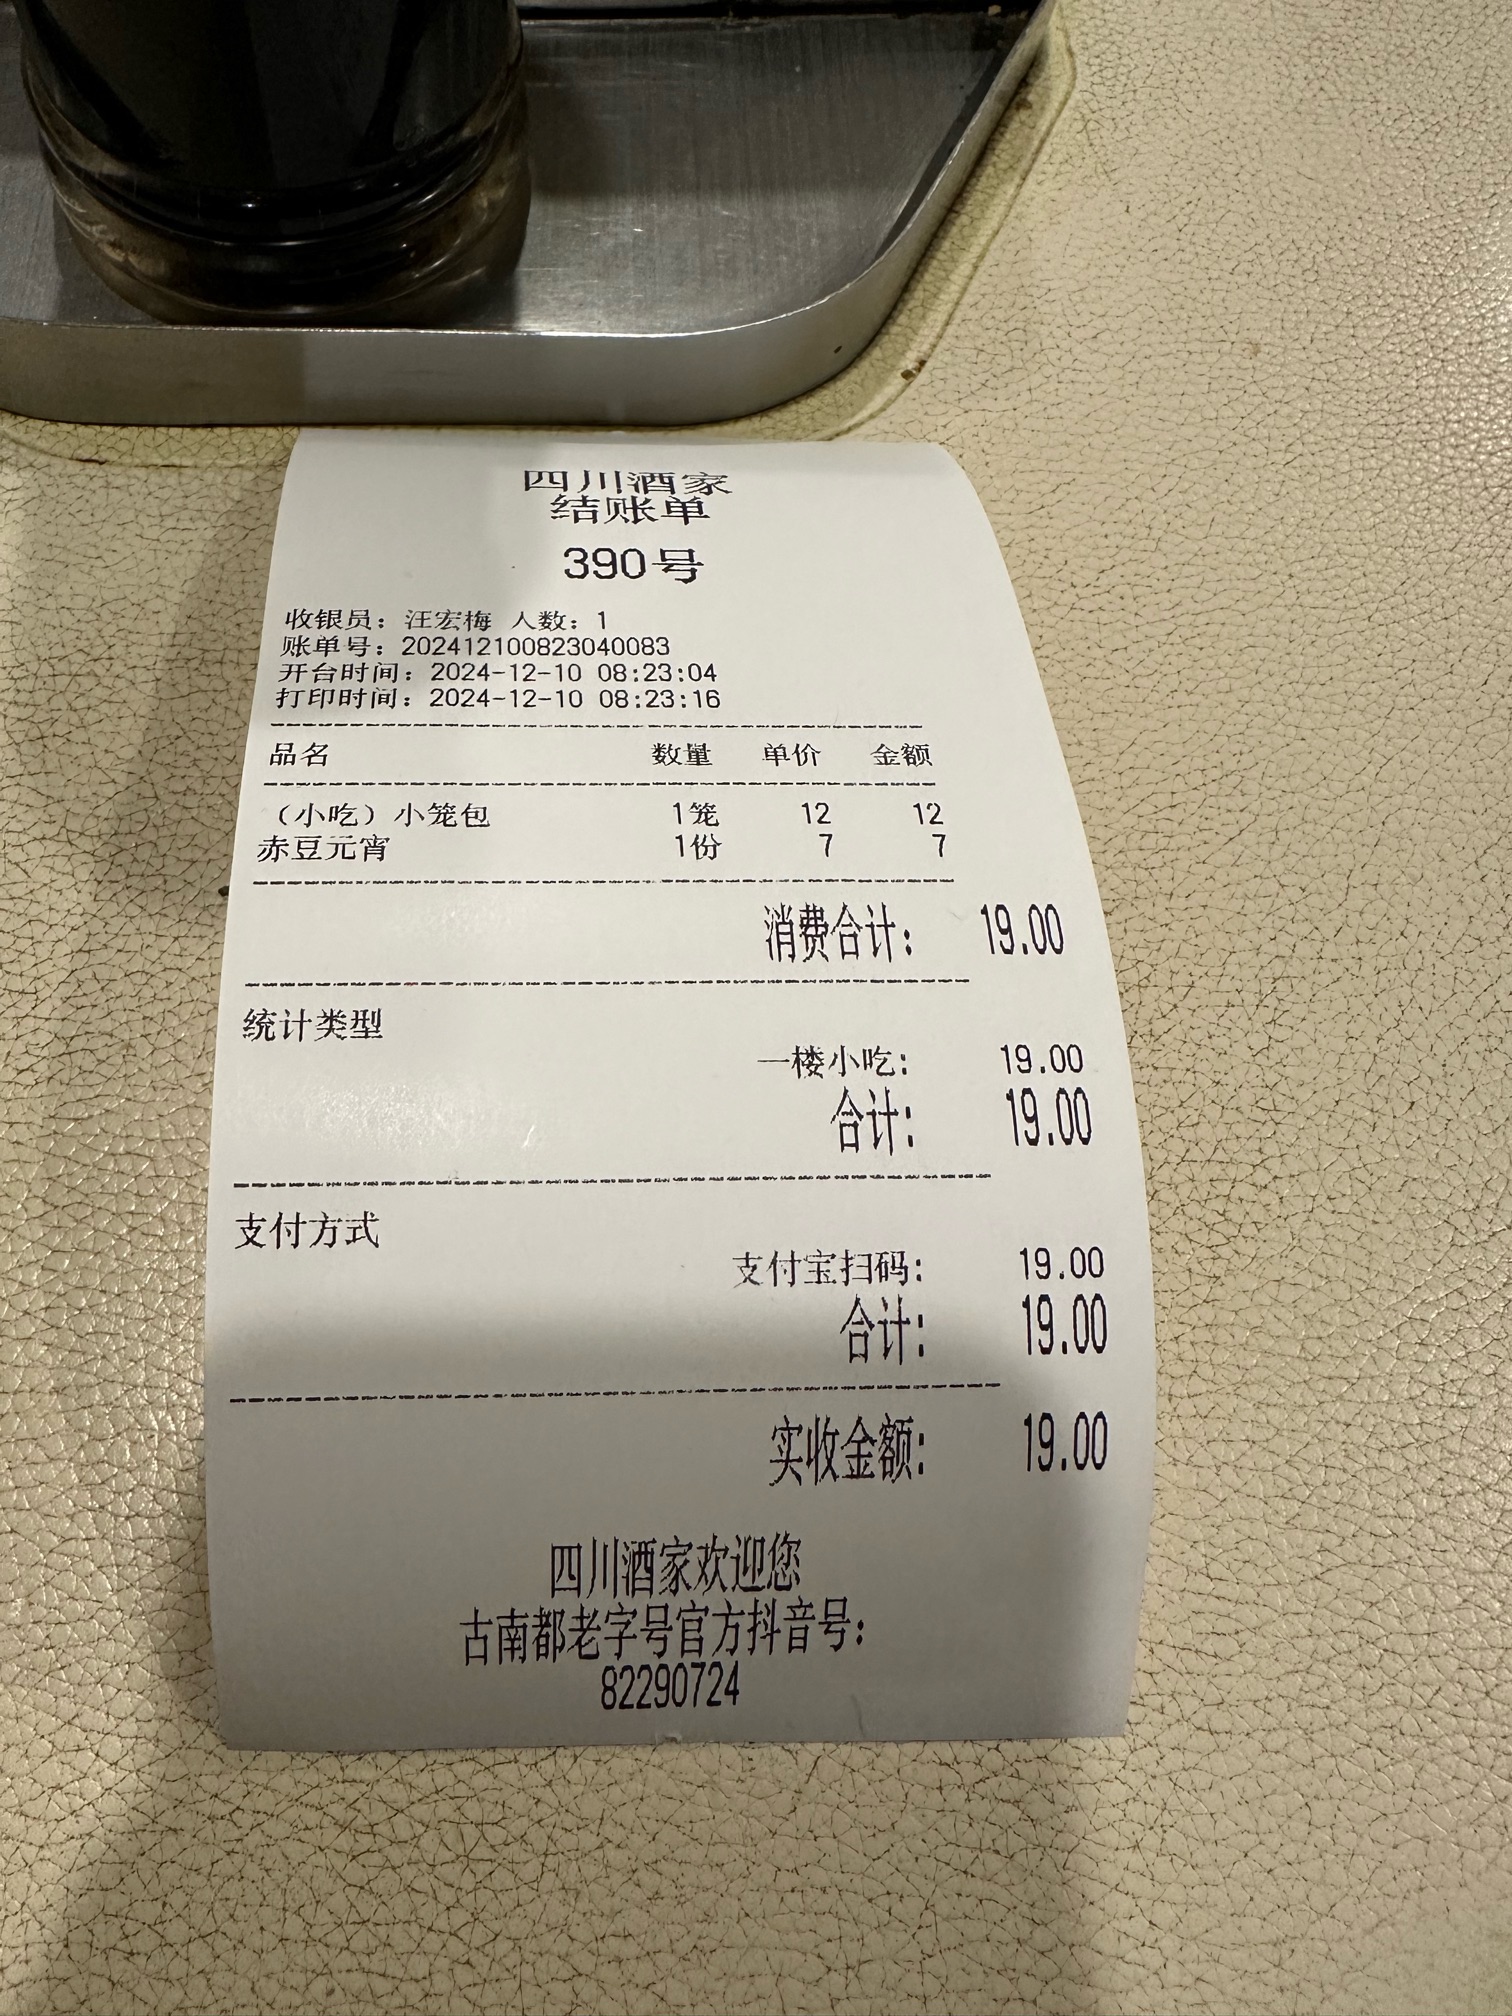 四川酒家
结账单
390号
收银员：汪宏梅 人数：1
账单号：202412100823040083
开台时间：2024-12-10 08:23:04
打印时间：2024-12-10 08:23:16
品名 数量 单价 金额
（小吃）小笼包 1笼 12 12
赤豆元宵 1份 7 7
消费合计： 19.00
统计类型
一楼小吃： 19.00
合计： 19.00
支付方式
支付宝扫码： 19.00
合计： 19.00
实收金额： 19.00
四川酒家欢迎您
古南都老字号官方抖音号：
82290724